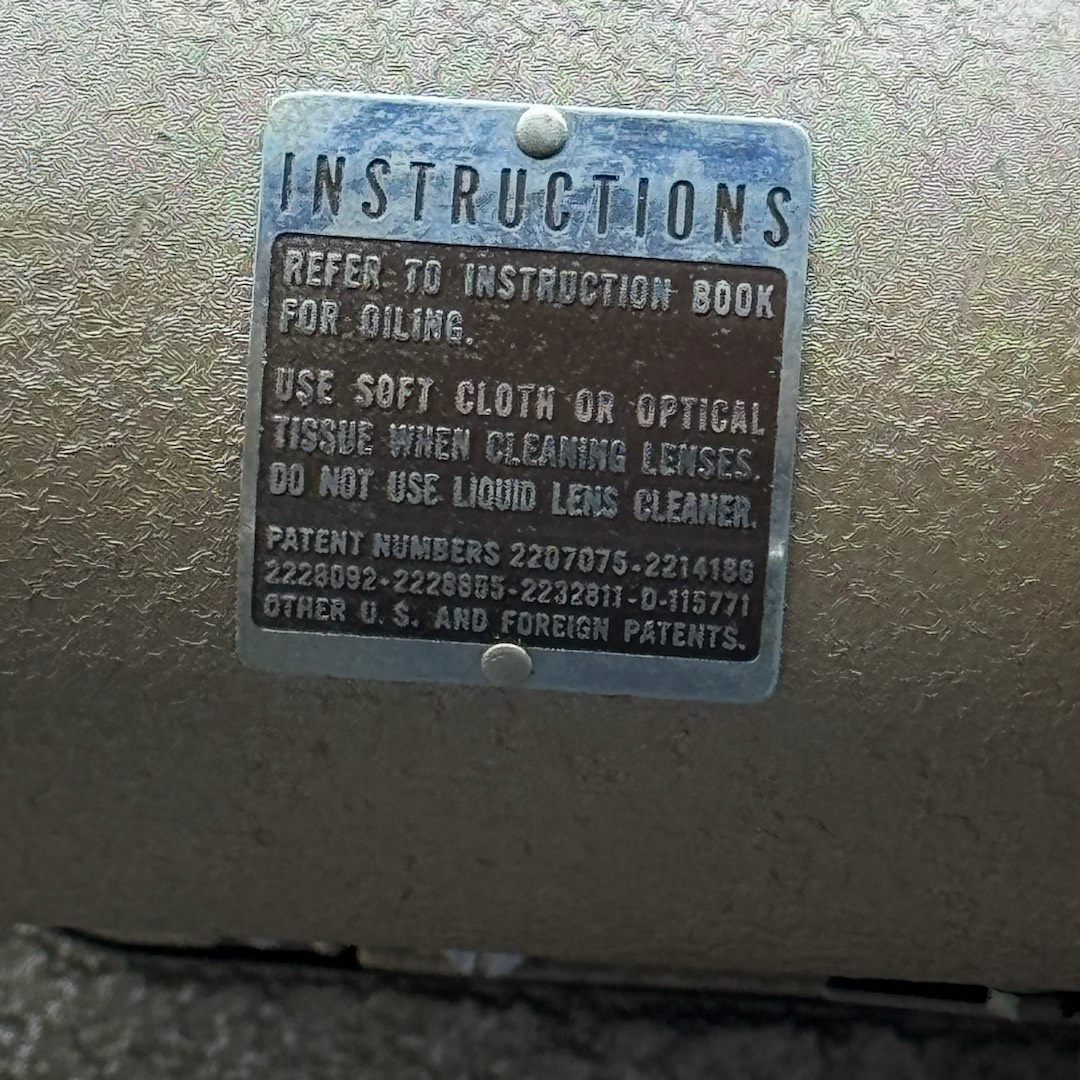 INSTRUCTIONS
REFER TO INSTRUCTION BOOK
FOR OILING.
USE SOFT CLOTH OR OPTICAL
TISSUE WHEN CLEANING LENSES.
DO NOT USE LIQUID LENS CLEANER.
PATENT NUMBERS 2207075-2214186
2228092-2228895-2232811-D-115771
OTHER U. S. AND FOREIGN PATENTS.